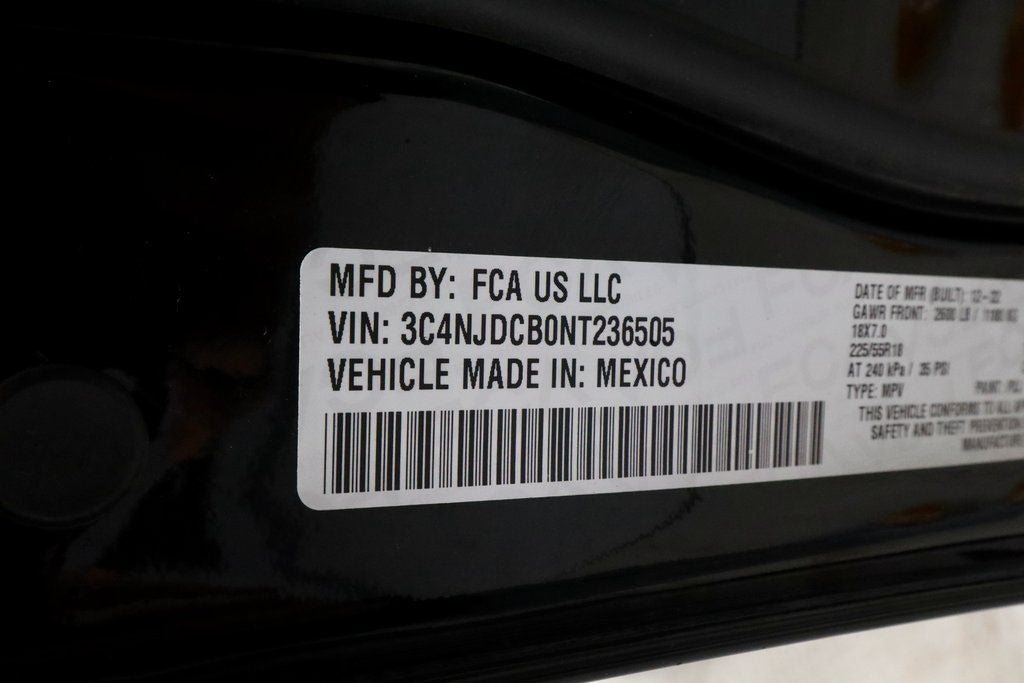 MFD BY: FCA US LLC
VIN: 3C4NJDCB0NT236505
VEHICLE MADE IN: MEXICO
DATE OF MFR (BUILT): 12-22
GAWR FRONT: 2600 LB /
18X7.0
225/55R18
AT 240 kPa / 35 PSI
TYPE: MPV PAINT:
THIS VEHICLE CONFORMS TO ALL
SAFETY AND THEFT PREVENTION